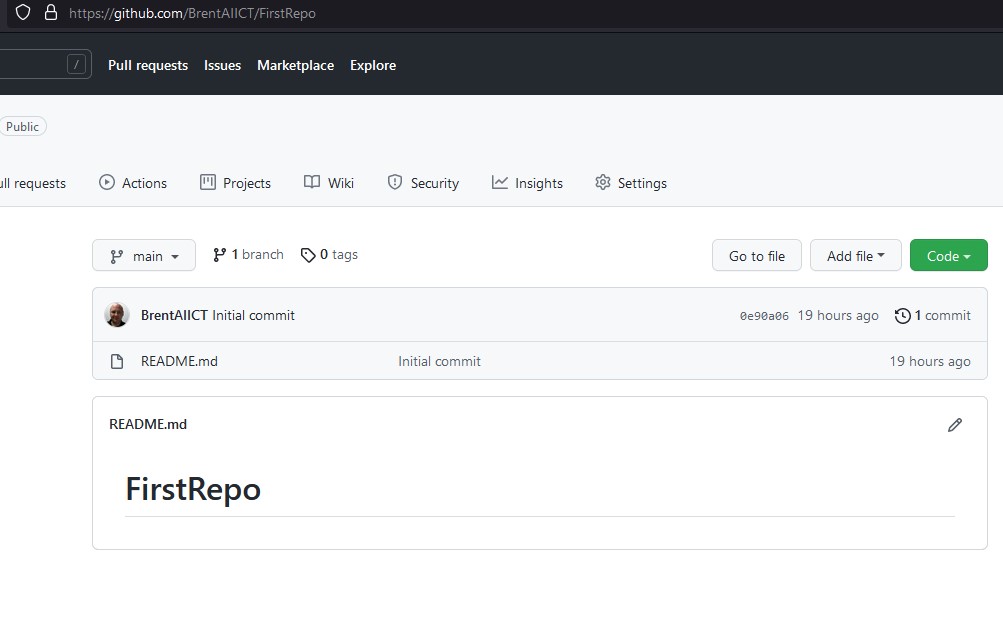 https://github.com/BrentAIICT/FirstRepo
/ Pull requests Issues Marketplace Explore
Public
ull requests Actions Projects Wiki Security Insights Settings
main 1 branch 0 tags Go to file Add file Code
BrentAIICT Initial commit 0e90a06 19 hours ago 1 commit
README.md Initial commit 19 hours ago
README.md
FirstRepo